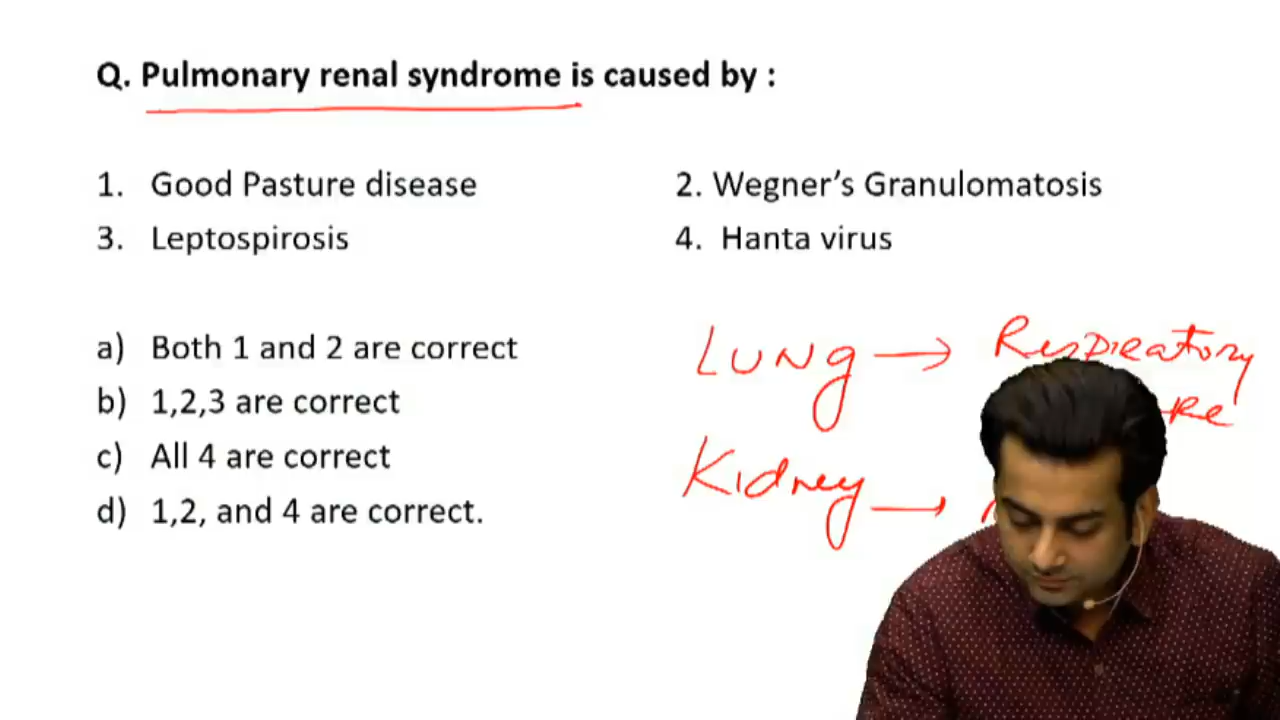 Q. Pulmonary renal syndrome is caused by :
1. Good Pasture disease
2. Wegner’s Granulomatosis
3. Leptospirosis
4. Hanta virus
a) Both 1 and 2 are correct
b) 1,2,3 are correct
c) All 4 are correct
d) 1,2, and 4 are correct.
Lung → Respiratory
Kidney →